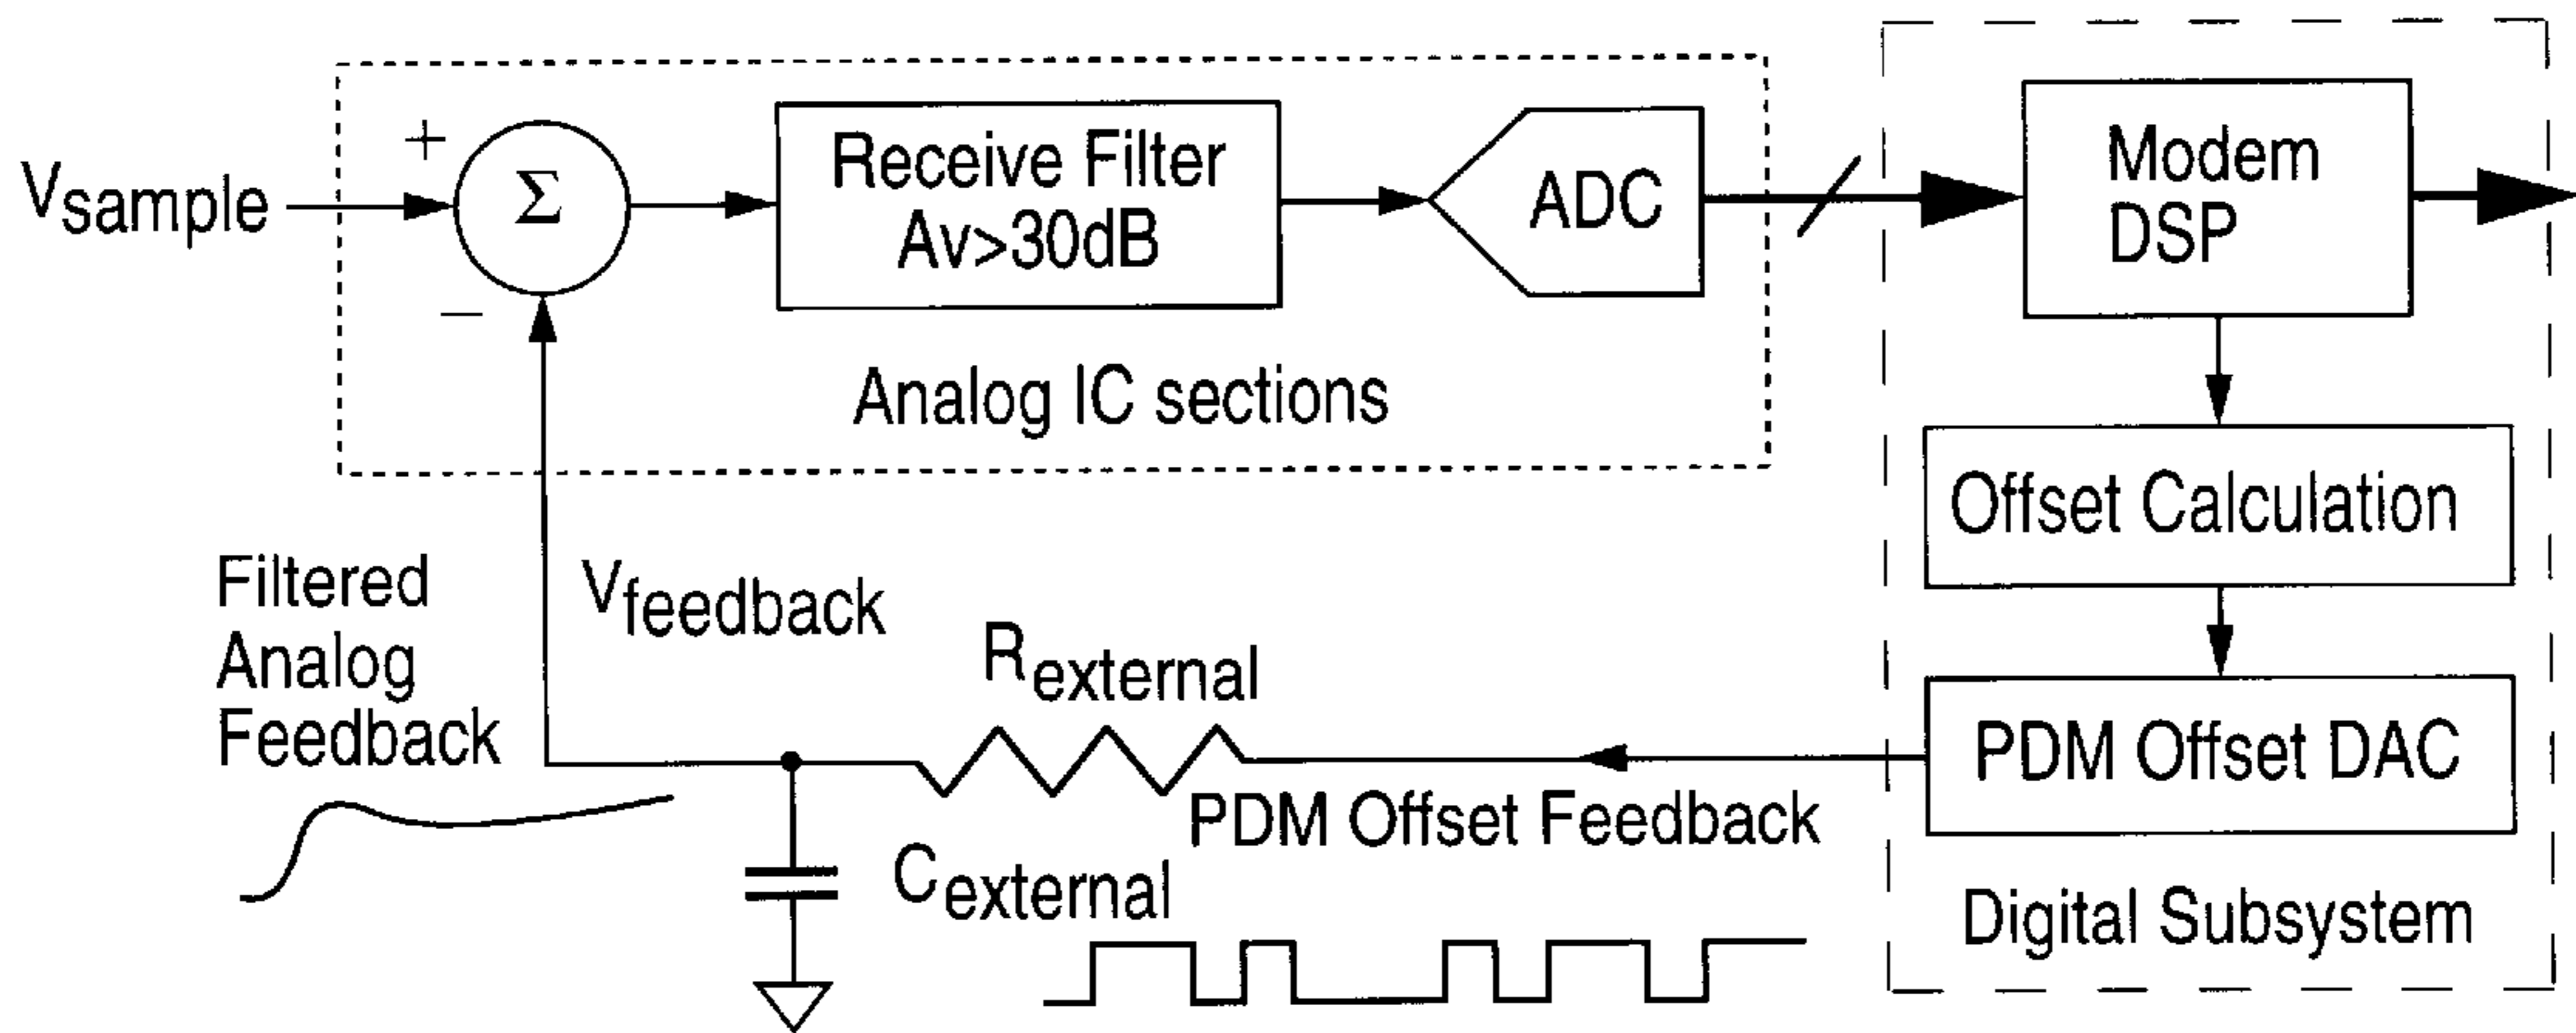 Vsample
+
−
Σ
Receive Filter
Av>30dB
ADC
Analog IC sections
Modem
DSP
Offset Calculation
PDM Offset DAC
Digital Subsystem
Filtered
Analog
Feedback
Vfeedback
Rexternal
PDM Offset Feedback
Cexternal